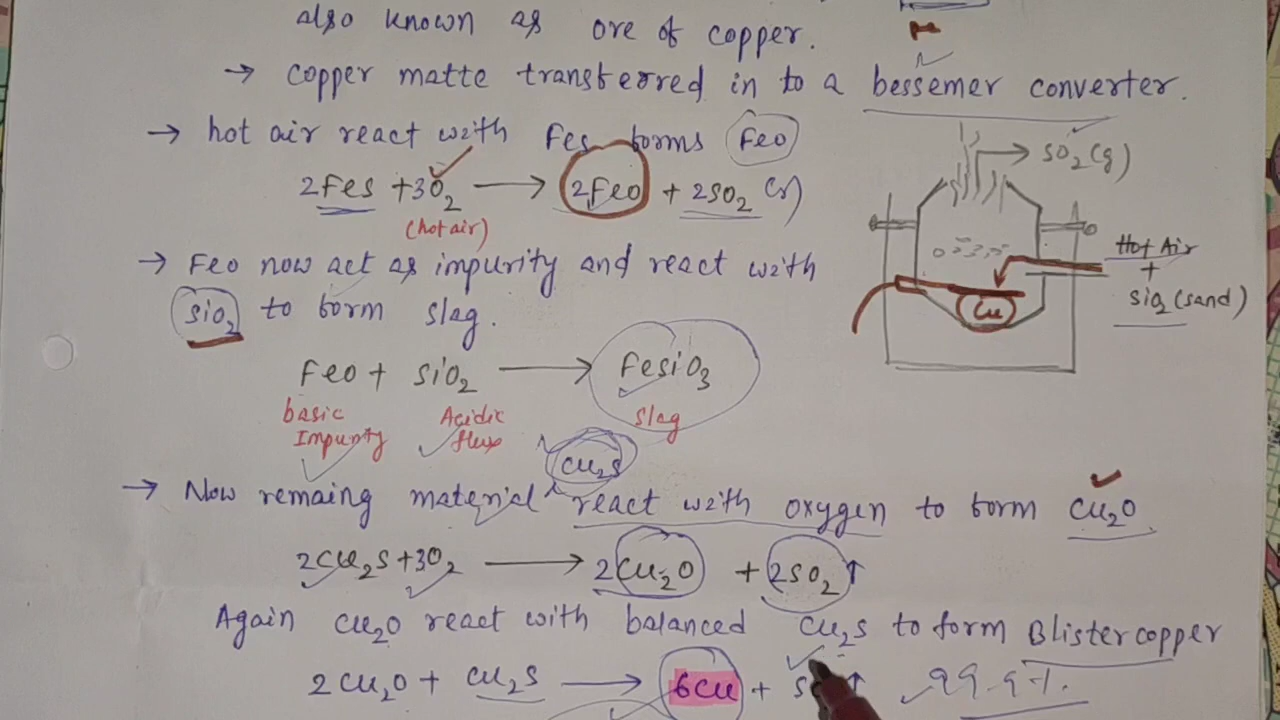 also known as ore of copper.
→ copper matte transferred in to a bessemer converter.
→ hot air react with Fes forms Feo
2Fes + 3O2 → 2Feo + 2SO2
(hot air)
SO2(g)
Hot Air
+
SiO2 (sand)
Cu
→ Feo now act as impurity and react with
SiO2 to form slag.
Feo + SiO2 → FeSiO3
basic Impurity
Acidic flux
slag
Cu2S
→ Now remaing material react with oxygen to form Cu2O
2Cu2S + 3O2 → 2Cu2O + 2SO2 ↑
Again Cu2O react with balanced Cu2S to form Blister copper
2Cu2O + Cu2S → 6Cu + ↑ 99.9%.